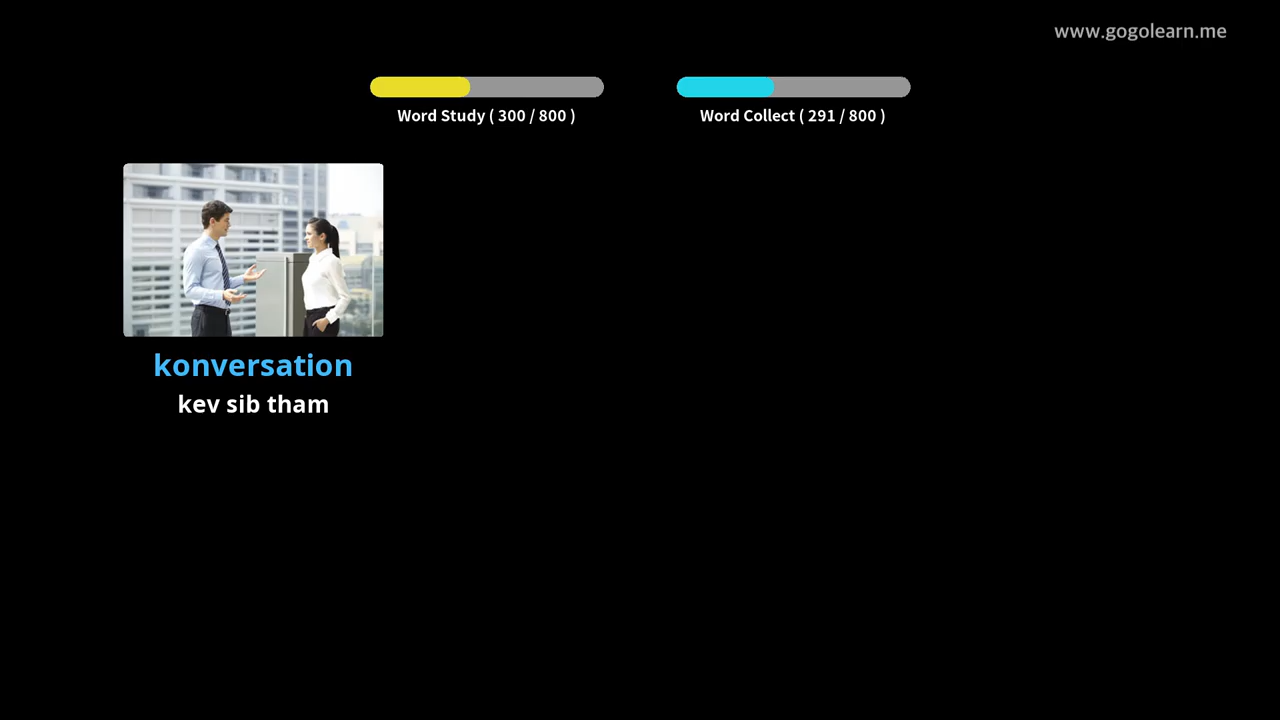 www.gogolearn.me
Word Study ( 300 / 800 )
Word Collect ( 291 / 800 )
konversation
kev sib tham